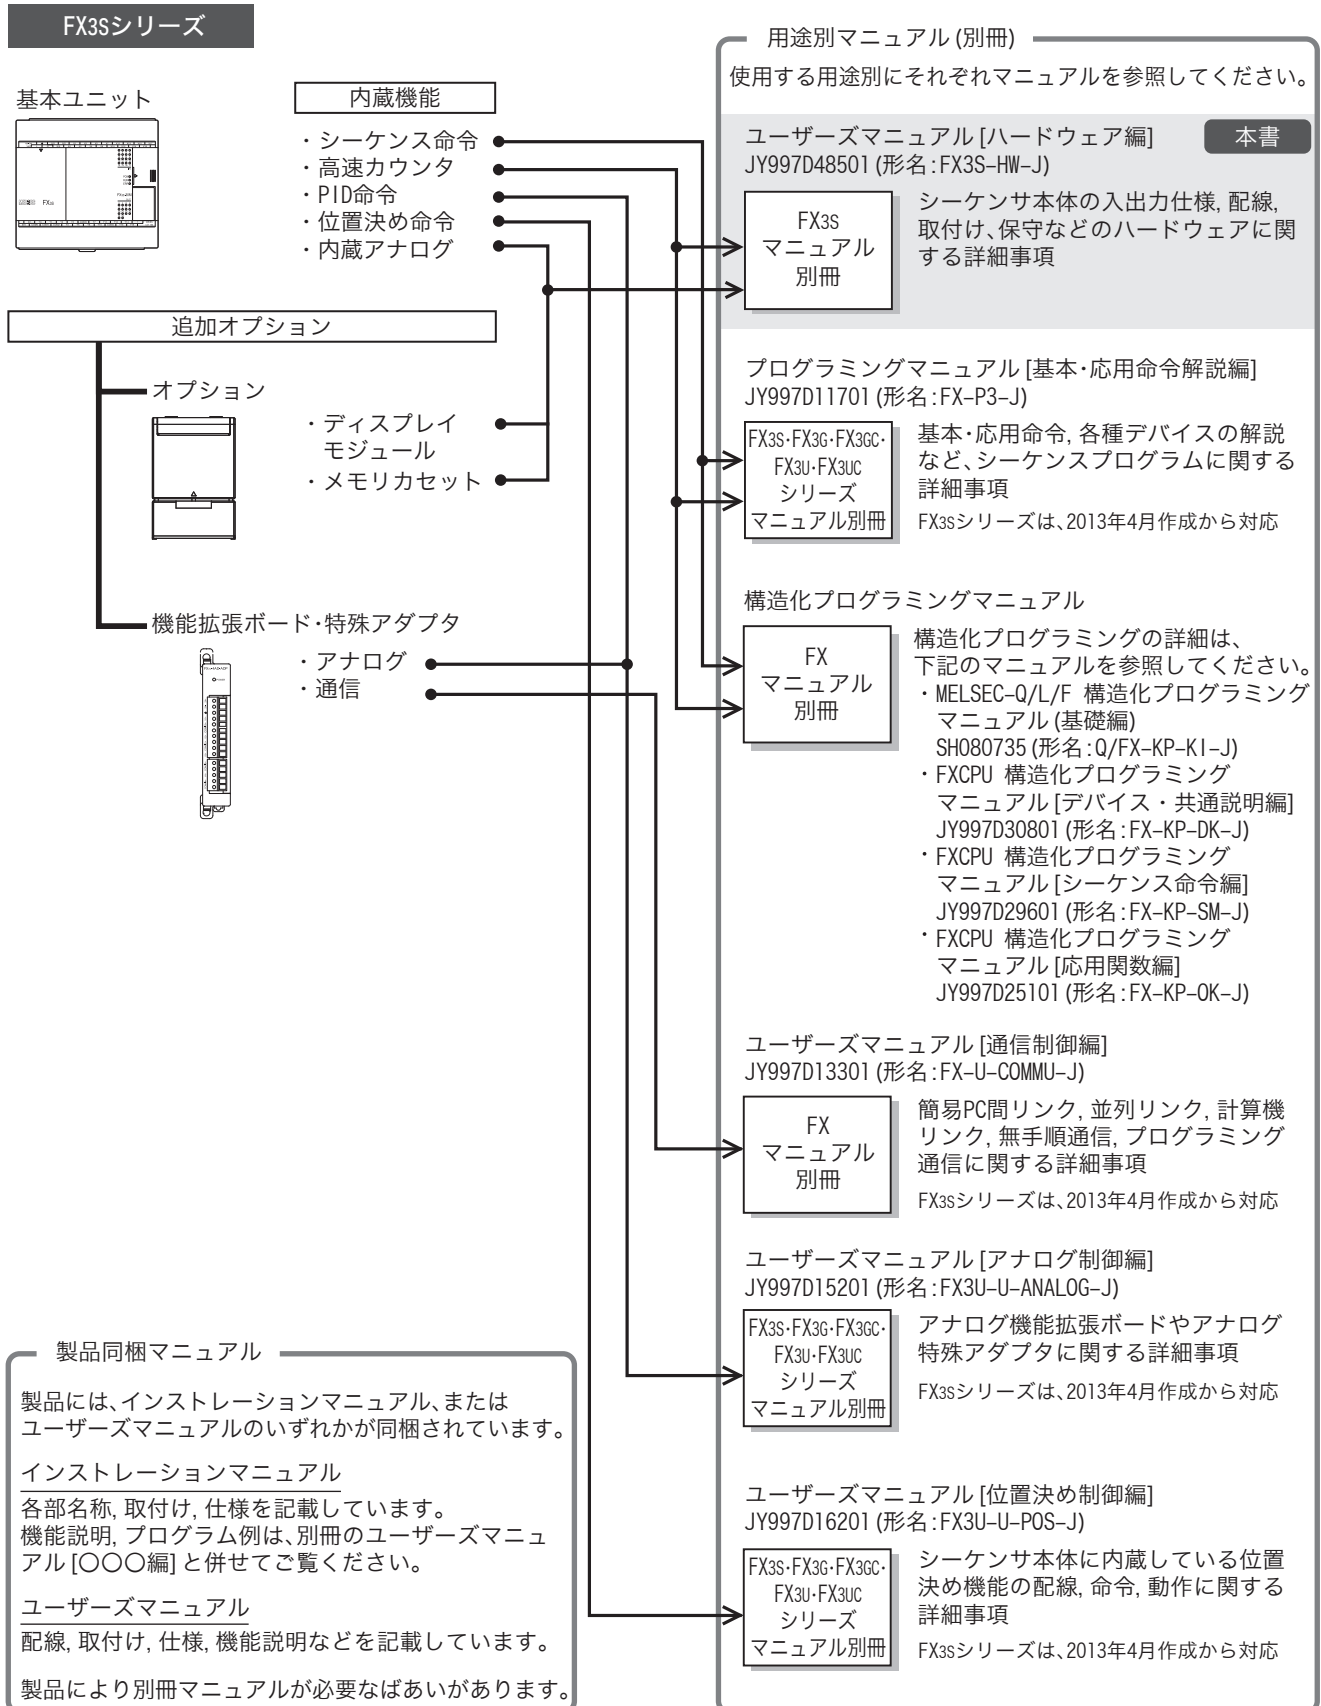 FX3Sシリーズ
基本ユニット
内蔵機能
・シーケンス命令
・高速カウンタ
・PID命令
・位置決め命令
・内蔵アナログ
追加オプション
オプション
・ディスプレイ
モジュール
・メモリカセット
機能拡張ボード・特殊アダプタ
・アナログ
・通信
製品同梱マニュアル
製品には、インストレーションマニュアル、または
ユーザーズマニュアルのいずれかが同梱されています。
インストレーションマニュアル
各部名称, 取付け, 仕様を記載しています。
機能説明, プログラム例は、別冊のユーザーズマニュ
アル [〇〇〇編] と併せてご覧ください。
ユーザーズマニュアル
配線, 取付け, 仕様, 機能説明などを記載しています。
製品により別冊マニュアルが必要なばあいがあります。
用途別マニュアル (別冊)
使用する用途別にそれぞれマニュアルを参照してください。
ユーザーズマニュアル [ハードウェア編]
本書
JY997D48501 (形名:FX3S-HW-J)
FX3S
マニュアル
別冊
シーケンサ本体の入出力仕様, 配線,
取付け、保守などのハードウェアに関
する詳細事項
プログラミングマニュアル [基本・応用命令解説編]
JY997D11701 (形名:FX-P3-J)
FX3S・FX3G・FX3GC・
FX3U・FX3UC
シリーズ
マニュアル別冊
基本・応用命令, 各種デバイスの解説
など、シーケンスプログラムに関する
詳細事項
FX3Sシリーズは、2013年4月作成から対応
構造化プログラミングマニュアル
FX
マニュアル
別冊
構造化プログラミングの詳細は、
下記のマニュアルを参照してください。
・MELSEC-Q/L/F 構造化プログラミング
マニュアル (基礎編)
SH080735 (形名:Q/FX-KP-KI-J)
・FXCPU 構造化プログラミング
マニュアル [デバイス・共通説明編]
JY997D30801 (形名:FX-KP-DK-J)
・FXCPU 構造化プログラミング
マニュアル [シーケンス命令編]
JY997D29601 (形名:FX-KP-SM-J)
・FXCPU 構造化プログラミング
マニュアル [応用関数編]
JY997D25101 (形名:FX-KP-OK-J)
ユーザーズマニュアル [通信制御編]
JY997D13301 (形名:FX-U-COMMU-J)
FX
マニュアル
別冊
簡易PC間リンク, 並列リンク, 計算機
リンク, 無手順通信, プログラミング
通信に関する詳細事項
FX3Sシリーズは、2013年4月作成から対応
ユーザーズマニュアル [アナログ制御編]
JY997D15201 (形名:FX3U-U-ANALOG-J)
FX3S・FX3G・FX3GC・
FX3U・FX3UC
シリーズ
マニュアル別冊
アナログ機能拡張ボードやアナログ
特殊アダプタに関する詳細事項
FX3Sシリーズは、2013年4月作成から対応
ユーザーズマニュアル [位置決め制御編]
JY997D16201 (形名:FX3U-U-POS-J)
FX3S・FX3G・FX3GC・
FX3U・FX3UC
シリーズ
マニュアル別冊
シーケンサ本体に内蔵している位置
決め機能の配線, 命令, 動作に関する
詳細事項
FX3Sシリーズは、2013年4月作成から対応